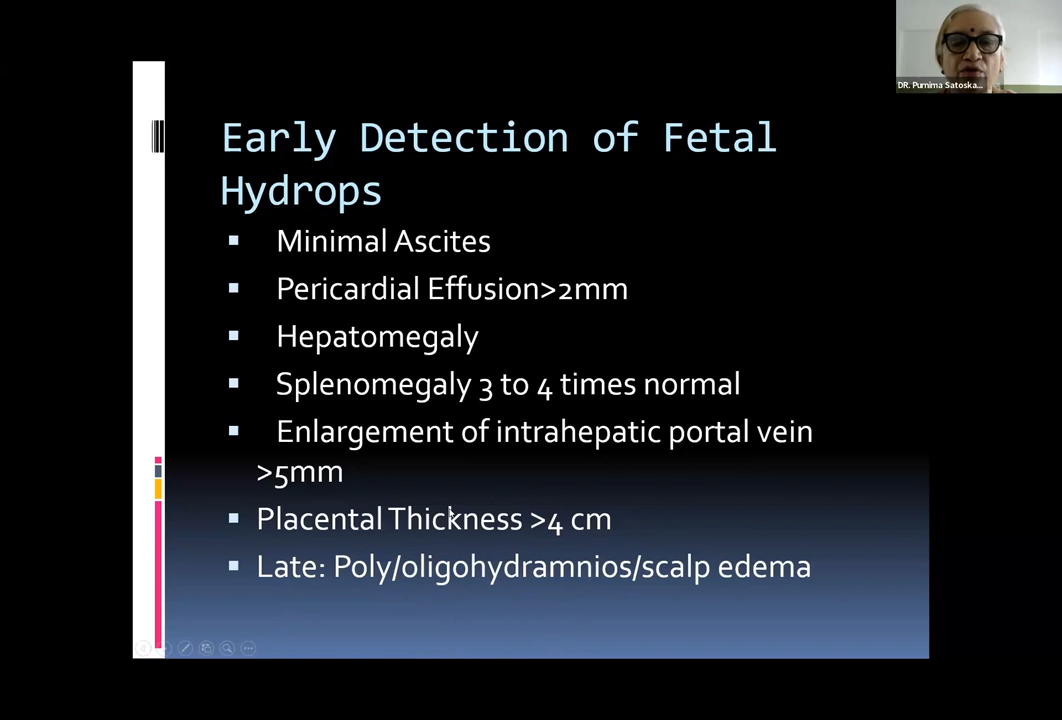 DR. Purnima Satoska...
Early Detection of Fetal
Hydrops
Minimal Ascites
Pericardial Effusion>2mm
Hepatomegaly
Splenomegaly 3 to 4 times normal
Enlargement of intrahepatic portal vein
>5mm
Placental Thickness >4 cm
Late: Poly/oligohydramnios/scalp edema